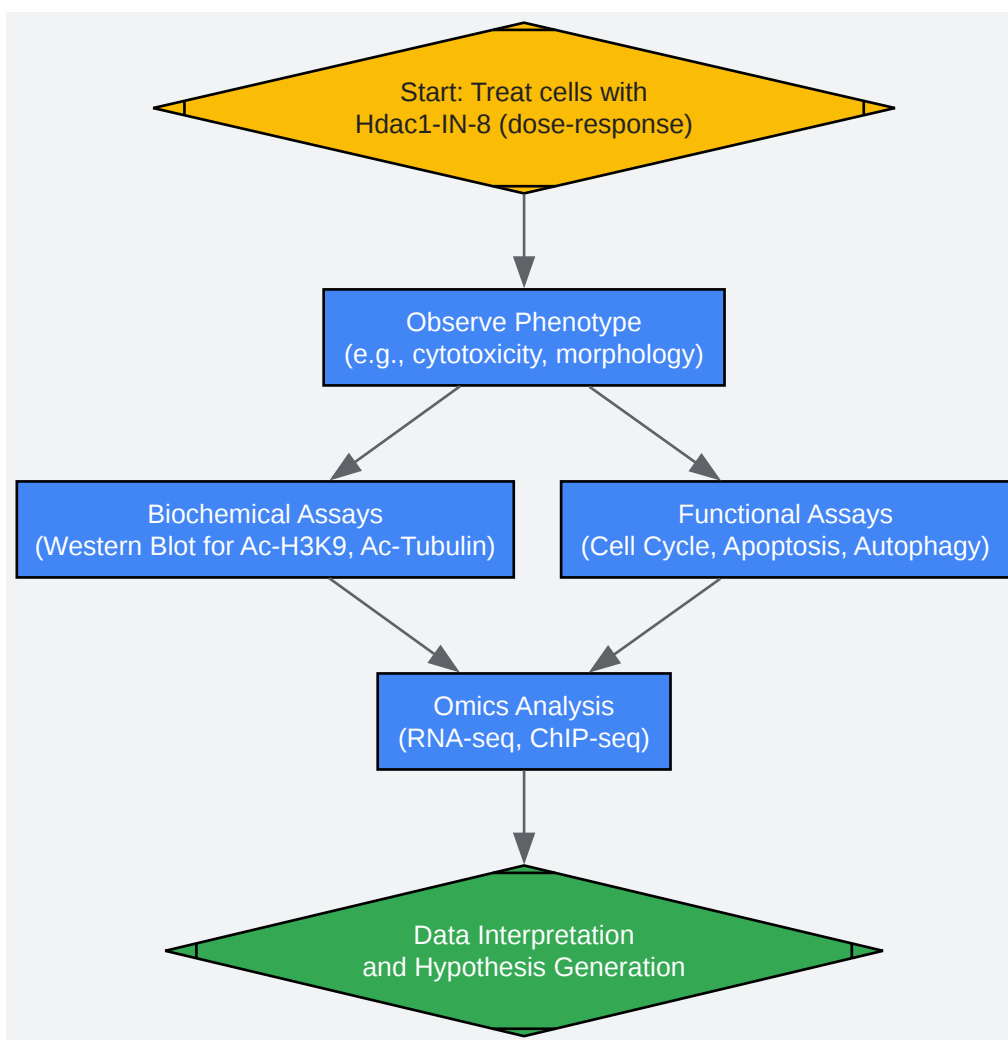 Start: Treat cells with
Hdac1-IN-8 (dose-response)
Observe Phenotype
(e.g., cytotoxicity, morphology)
Biochemical Assays
(Western Blot for Ac-H3K9, Ac-Tubulin)
Functional Assays
(Cell Cycle, Apoptosis, Autophagy)
Omics Analysis
(RNA-seq, ChIP-seq)
Data Interpretation
and Hypothesis Generation